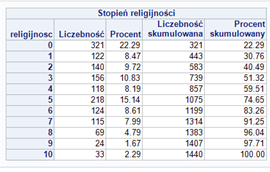 Stopień religijności
religijnosc Liczebność Procent Liczebność skumulowana Procent skumulowany
0 321 22.29 321 22.29
1 122 8.47 443 30.76
2 140 9.72 583 40.49
3 156 10.83 739 51.32
4 118 8.19 857 59.51
5 218 15.14 1075 74.65
6 124 8.61 1199 83.26
7 115 7.99 1314 91.25
8 69 4.79 1383 96.04
9 24 1.67 1407 97.71
10 33 2.29 1440 100.00